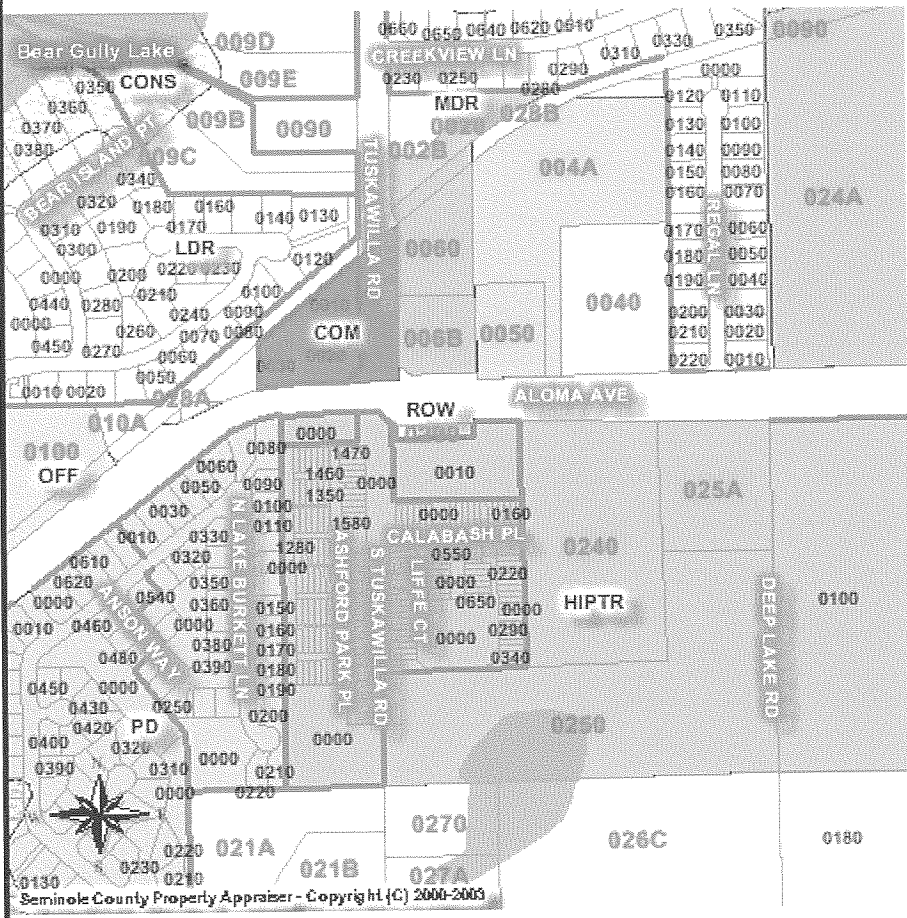 0660 0650 0640 0620 0610
0350 0090
Bear Gully Lake 009D
CREEKVIEW LN
0310 0330
009E 0230 0250 0290 0000
0350 CONS
0280
0360 MDR 0120 0110
0370 009B 0090 0020 028B
0130 0100
0380 009C 002B 004A
0140 0090
BEAR ISLAND PT
0150 0080
0340
0160 0070
024A
0320 0180 0160 0140 0130
TUSKAWILLA RD
0310 0190 0170
0170 0060
LDR
0060
0300 0120
0180 0050
0000 0200 0220 0230
0190 0040
0440 0280 0210 0100
0040
0000 0240 0090
0200 0030
0260 0070 0080 COM
006B 0050
0210 0020
0450 0270 0060
0220 0010
0050
0010 0020 028A
ALOMA AVE
010A ROW
0100 0000
OFF 0080 1470
0060 1460 0000 0010
0050 0090 1350
025A
0030 0100
0000 0160
0010 0330 0110 1580
CALABASH PL
0610 0320 1280 0550 0240
0620 0000
0000 0220
0000 0540 0350
0650 0000 HIPTR 0100
0010 0460 0360 0150
0000 0160 0000 0290
0380 0170
0480 0390 0180 0340
0450 0000 0190
ANSON WAY
N LAKE BURKETT LN
ASHFORD PARK PL
S TUSKAWILLA RD
LIFFE CT
DEEP LAKE RD
0430 0250 0200
0420 PD 0260
0400 0320 0000 0000
0390 0310 0210
0000 0220
N
W E
S
0270 026C 0180
0220 021A 021B
0230 0210 027A
0130
Seminole County Property Appraiser - Copyright (C) 2000-2003